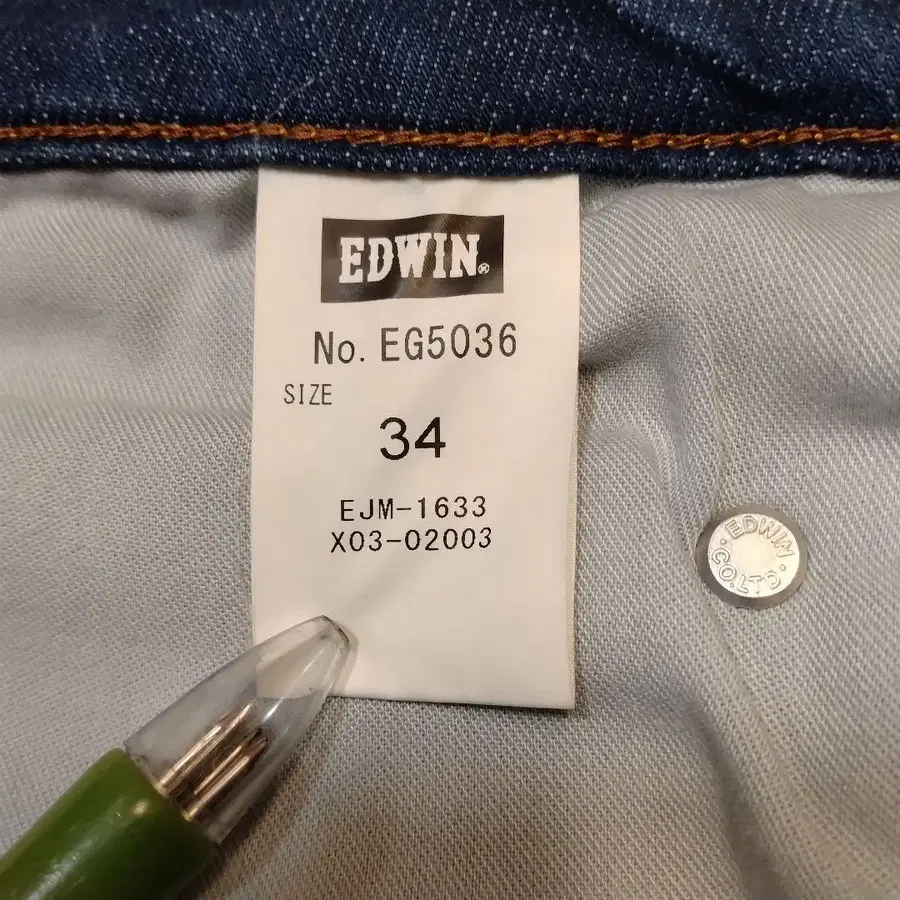 EDWIN®
No. EG5036
SIZE
34
EJM-1633
X03-02003
EDWIN
·CO.LTD·